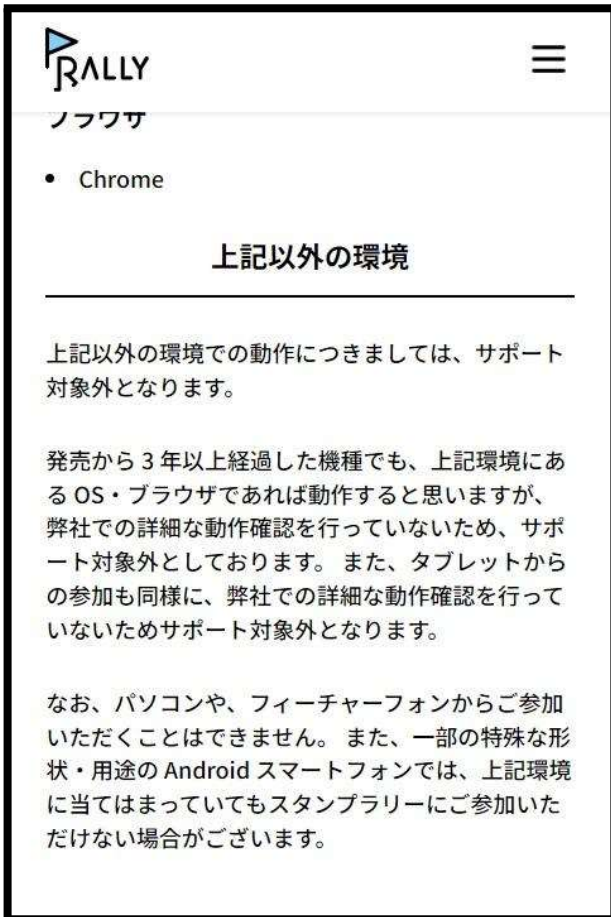 RALLY
ブラウザ
• Chrome
上記以外の環境
上記以外の環境での動作につきましては、サポート
対象外となります。
発売から 3 年以上経過した機種でも、上記環境にあ
る OS・ブラウザであれば動作すると思いますが、
弊社での詳細な動作確認を行っていないため、サポ
ート対象外としております。 また、タブレットから
の参加も同様に、弊社での詳細な動作確認を行って
いないためサポート対象外となります。
なお、パソコンや、フィーチャーフォンからご参加
いただくことはできません。 また、一部の特殊な形
状・用途の Android スマートフォンでは、上記環境
に当てはまっていてもスタンプラリーにご参加いた
だけない場合がございます。